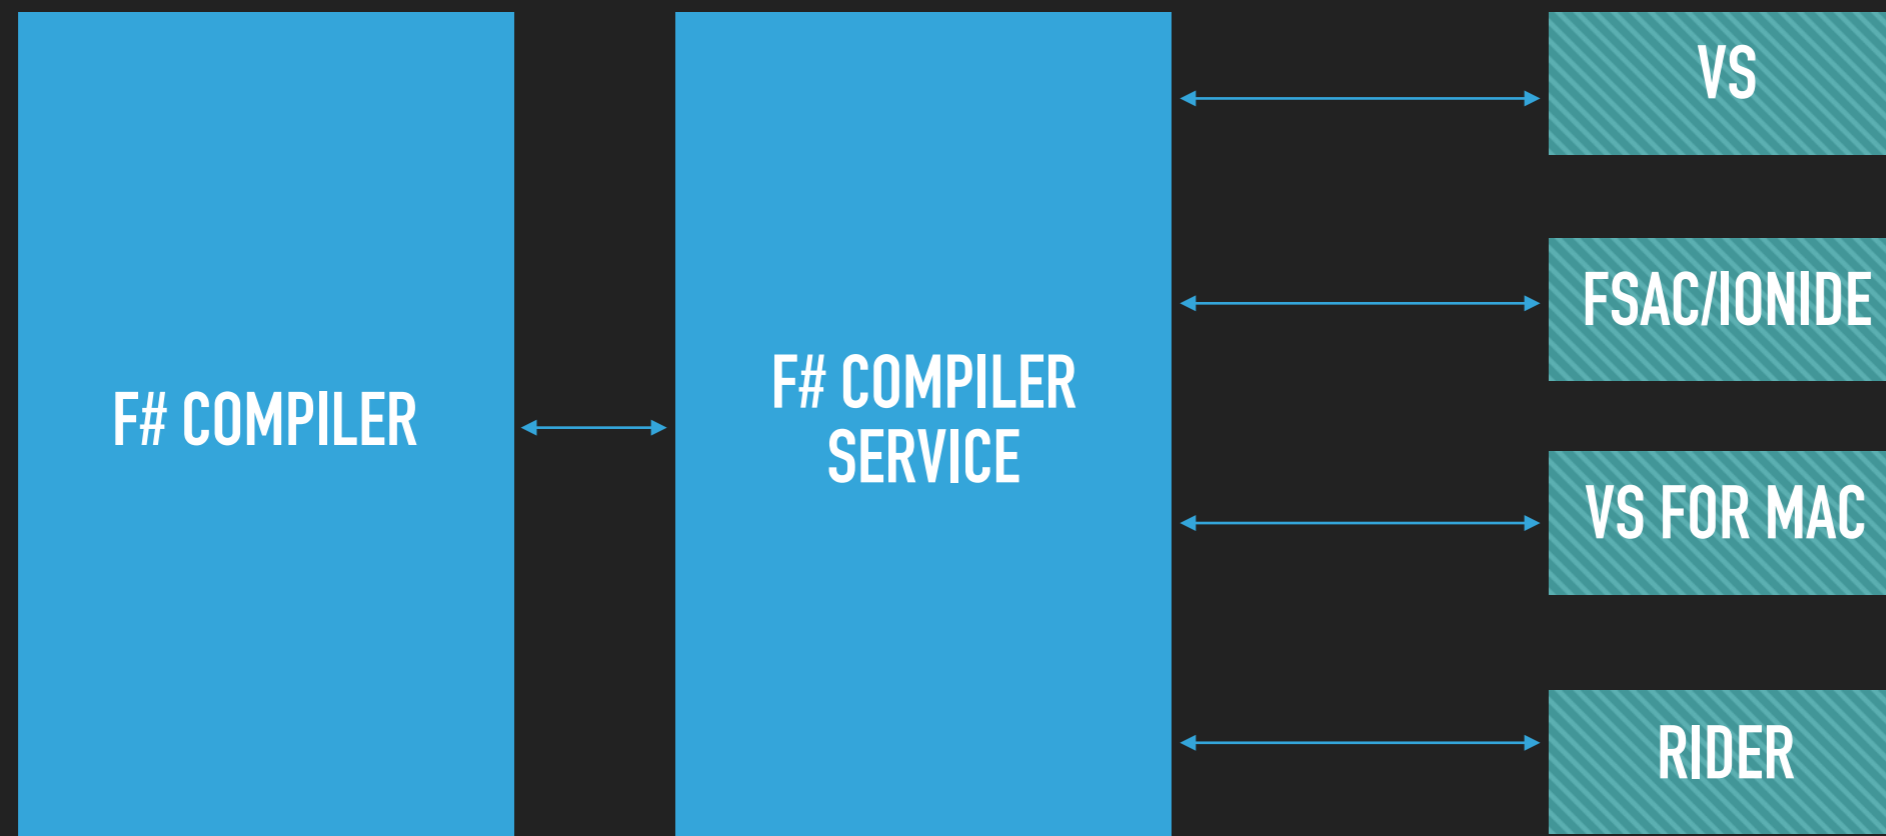 F# COMPILER
F# COMPILER
SERVICE
VS
FSAC/IONIDE
VS FOR MAC
RIDER